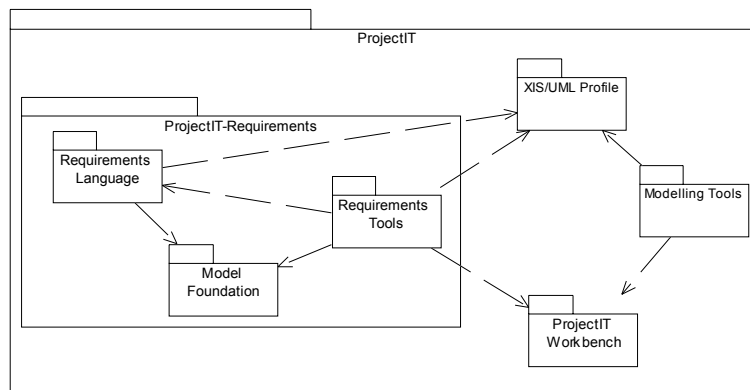 ProjectIT
XIS/UML Profile
ProjectIT-Requirements
Requirements
Language
Requirements
Tools
Modelling Tools
Model
Foundation
ProjectIT
Workbench